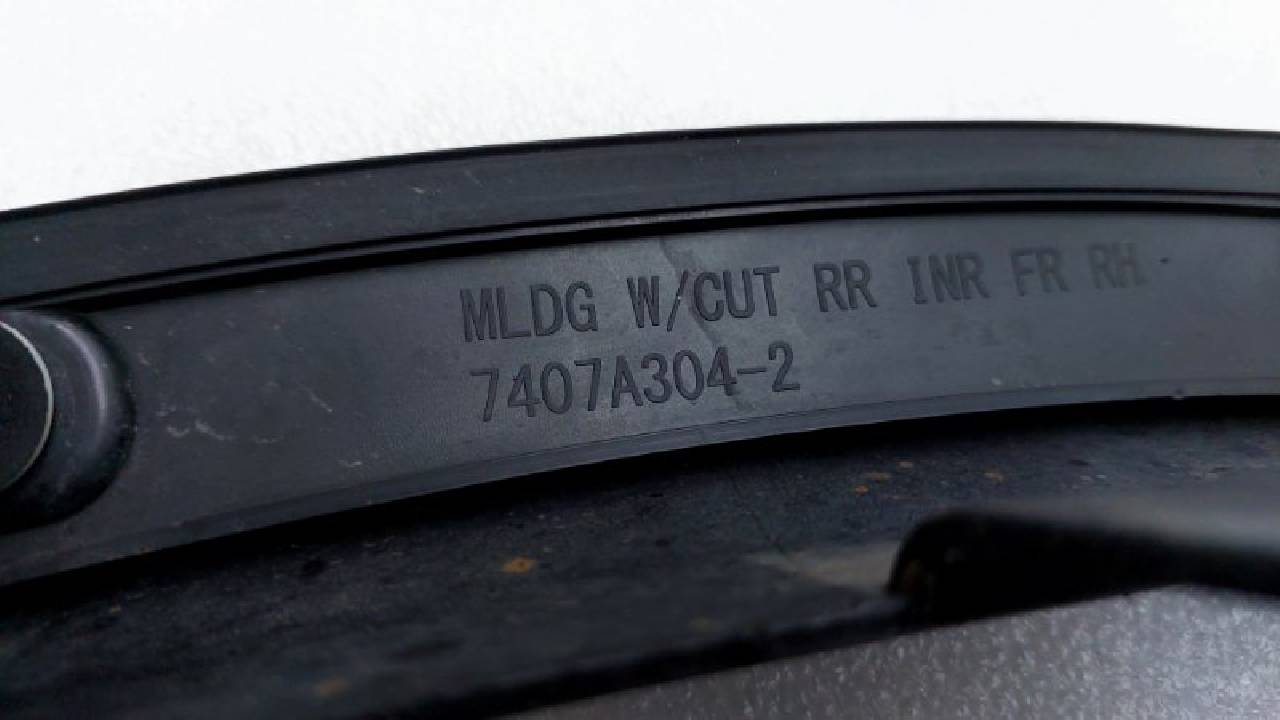 MLDG W/CUT RR INR FR RH
7407A304-2